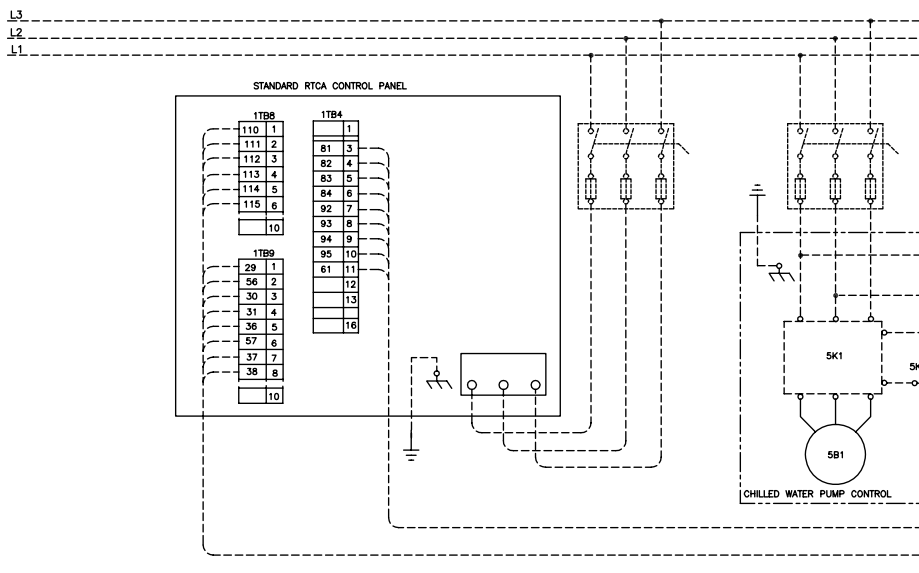 L3
L2
L1
STANDARD RTCA CONTROL PANEL
1TB8
110 1
111 2
112 3
113 4
114 5
115 6
10
1TB9
29 1
56 2
30 3
31 4
36 5
57 6
37 7
38 8
10
1TB4
1
81 3
82 4
83 5
84 6
92 7
93 8
94 9
95 10
61 11
12
13
16
5K1
5K
5B1
CHILLED WATER PUMP CONTROL